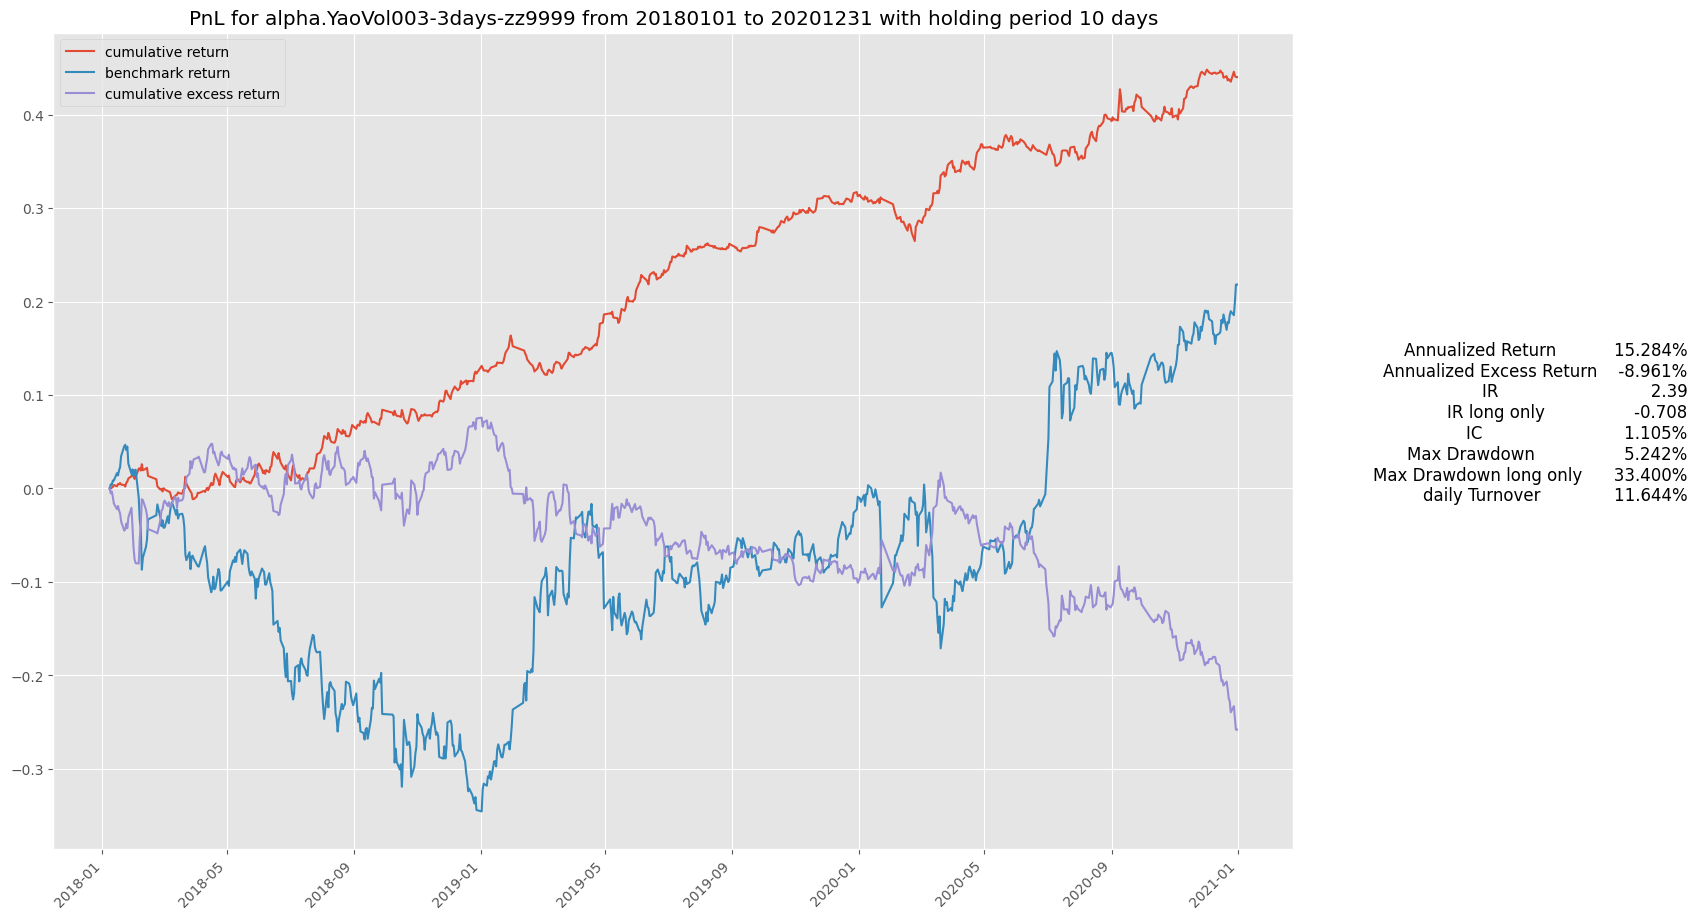 PnL for alpha.YaoVol003-3days-zz9999 from 20180101 to 20201231 with holding period 10 days
cumulative return
benchmark return
cumulative excess return
0.4
0.3
0.2
0.1
0.0
−0.1
−0.2
−0.3
Annualized Return 15.284%
Annualized Excess Return -8.961%
IR 2.39
IR long only -0.708
IC 1.105%
Max Drawdown 5.242%
Max Drawdown long only 33.400%
daily Turnover 11.644%
2018-01
2018-05
2018-09
2019-01
2019-05
2019-09
2020-01
2020-05
2020-09
2021-01